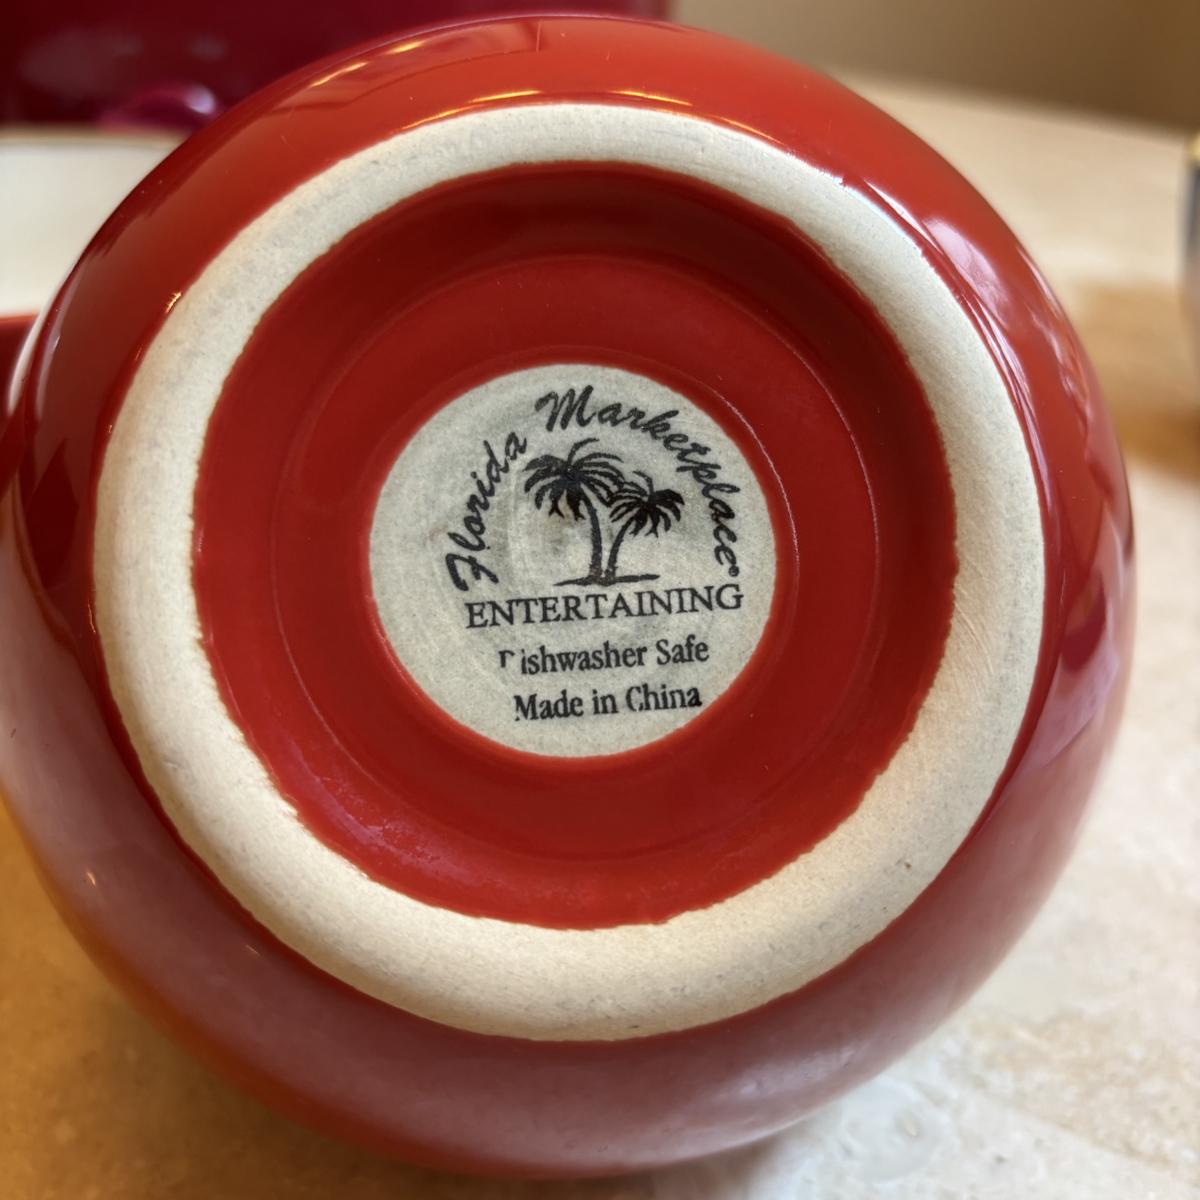 Florida Marketplace®
ENTERTAINING
Dishwasher Safe
Made in China